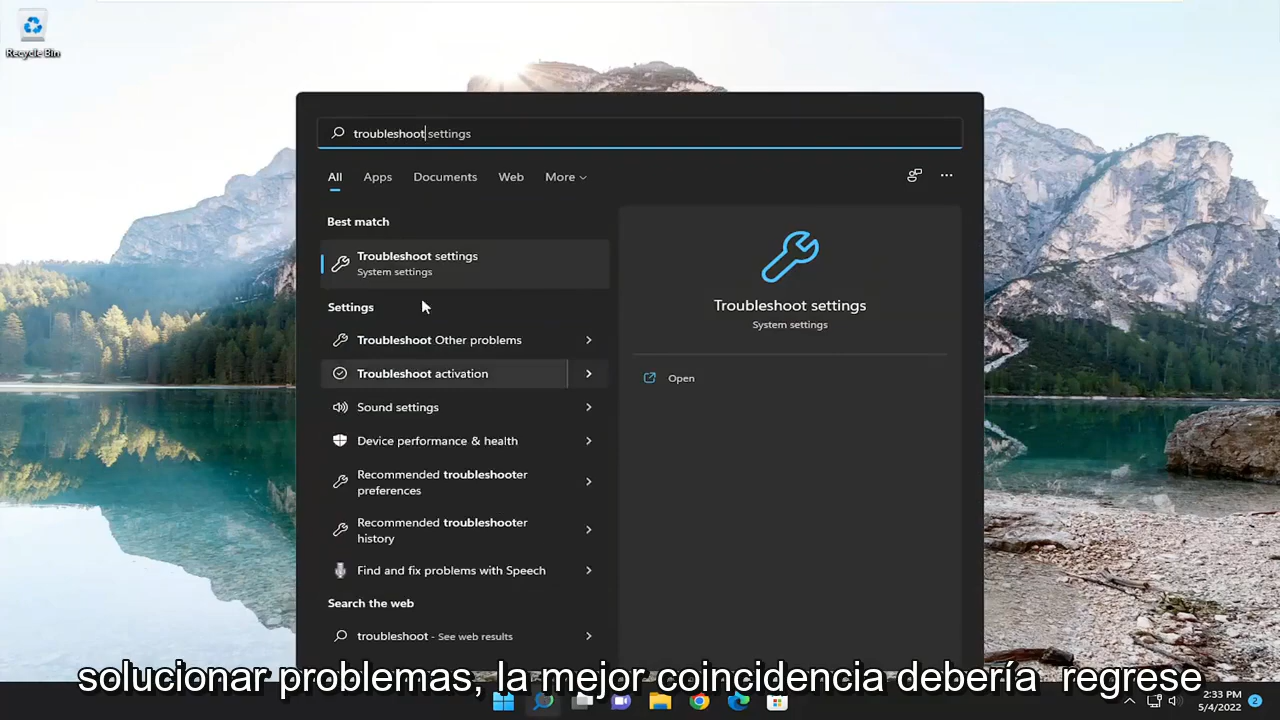 Recycle Bin
troubleshoot settings
All Apps Documents Web More
Best match
Troubleshoot settings
System settings
Settings
Troubleshoot Other problems
Troubleshoot activation
Sound settings
Device performance & health
Recommended troubleshooter
preferences
Recommended troubleshooter
history
Find and fix problems with Speech
Search the web
troubleshoot - See web results
Troubleshoot settings
System settings
Open
solucionar problemas, la mejor coincidencia debería regrese
2:33 PM
5/4/2022
2